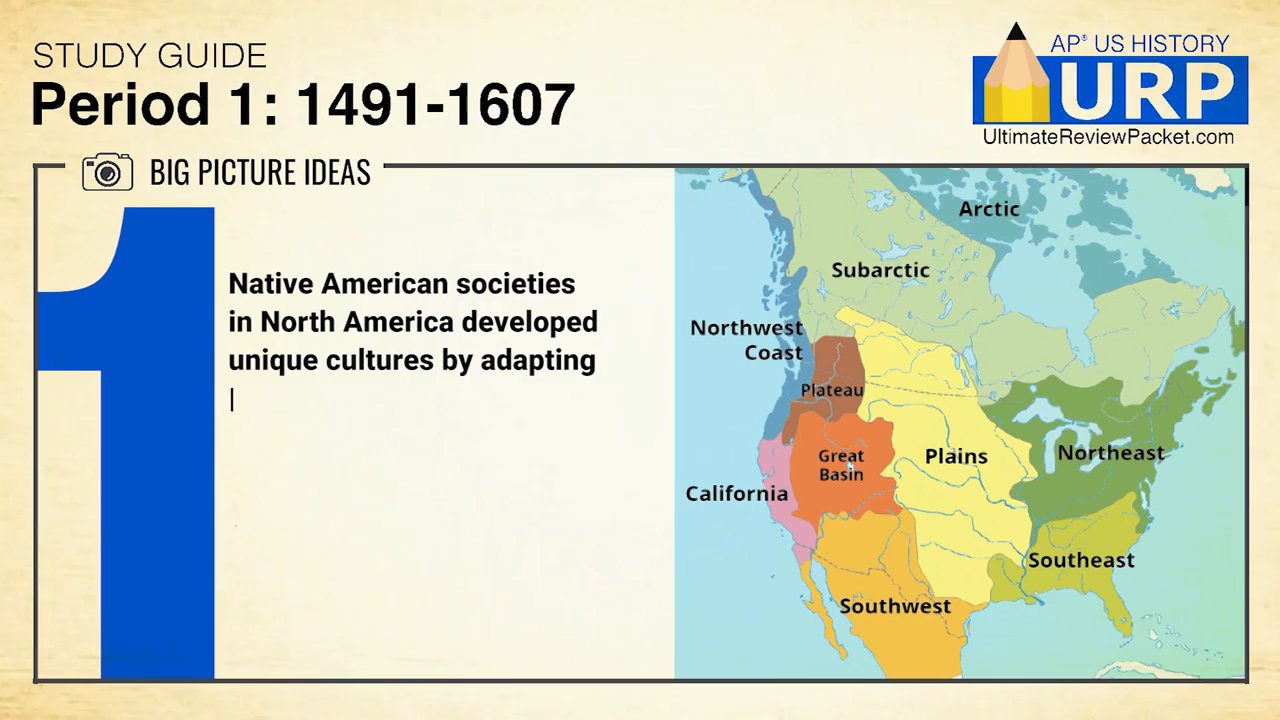 STUDY GUIDE
Period 1: 1491-1607
AP® US HISTORY
URP
UltimateReviewPacket.com
BIG PICTURE IDEAS
1
Native American societies
in North America developed
unique cultures by adapting
Arctic
Subarctic
Northwest
Coast
Plateau
Great
Basin
Plains
Northeast
California
Southeast
Southwest